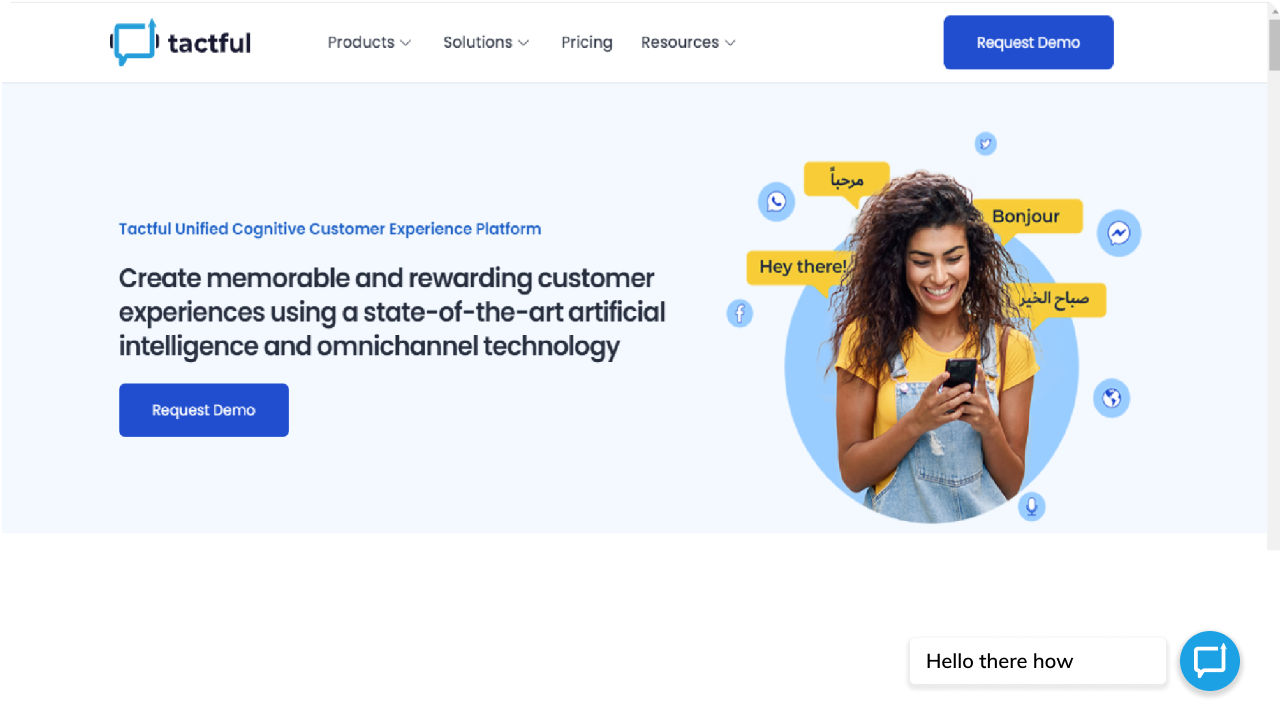 tactful
Products
Solutions
Pricing
Resources
Request Demo
Tactful Unified Cognitive Customer Experience Platform
Create memorable and rewarding customer
experiences using a state-of-the-art artificial
intelligence and omnichannel technology
Request Demo
مرحباً
Bonjour
Hey there!
صباح الخير
Hello there how